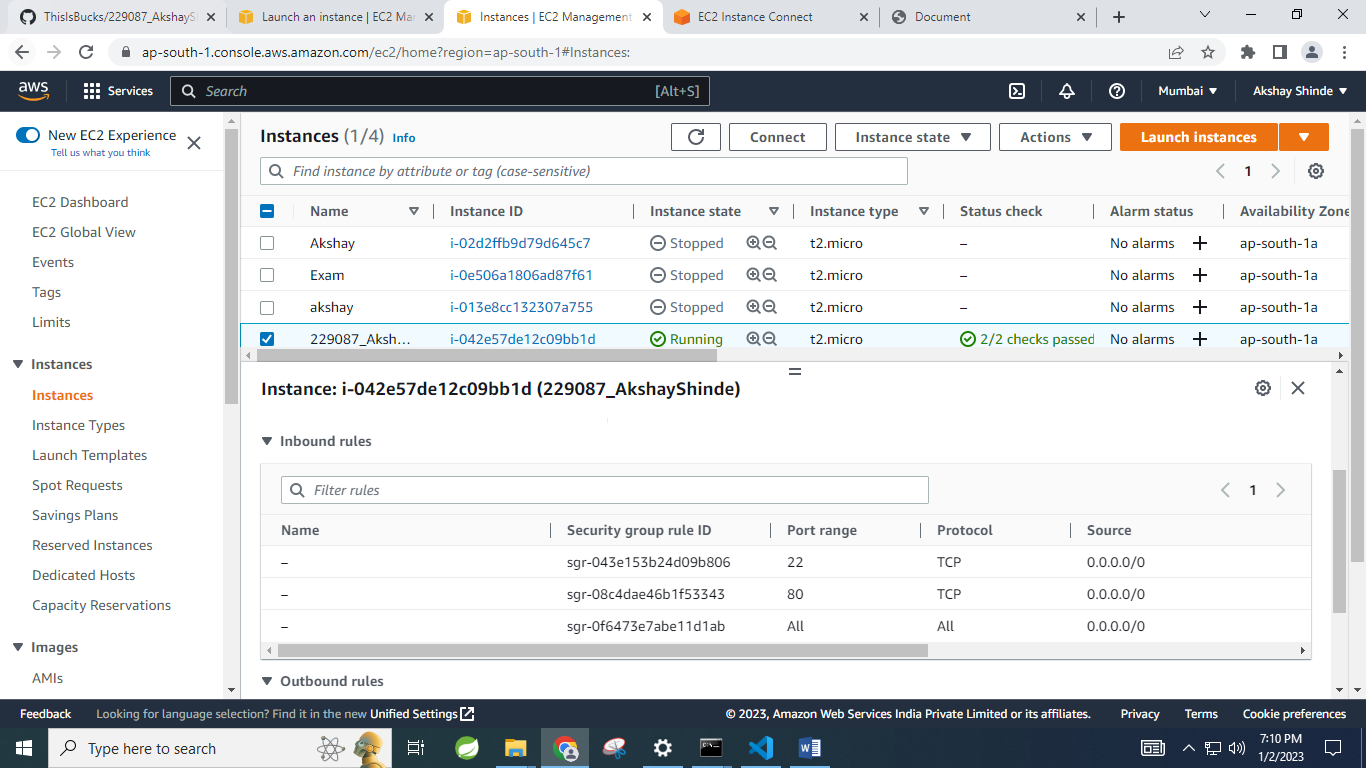 ThisIsBucks/229087_AkshayS
Launch an instance | EC2 Mar
Instances | EC2 Management
EC2 Instance Connect
Document
ap-south-1.console.aws.amazon.com/ec2/home?region=ap-south-1#Instances:
aws
Services
Search
[Alt+S]
Mumbai
Akshay Shinde
New EC2 Experience
Tell us what you think
EC2 Dashboard
EC2 Global View
Events
Tags
Limits
Instances
Instances
Instance Types
Launch Templates
Spot Requests
Savings Plans
Reserved Instances
Dedicated Hosts
Capacity Reservations
Images
AMIs
Instances (1/4) Info
Connect
Instance state
Actions
Launch instances
Find instance by attribute or tag (case-sensitive)
1
Name Instance ID Instance state Instance type Status check Alarm status Availability Zone
Akshay i-02d2ffb9d79d645c7 Stopped t2.micro – No alarms + ap-south-1a
Exam i-0e506a1806ad87f61 Stopped t2.micro – No alarms + ap-south-1a
akshay i-013e8cc132307a755 Stopped t2.micro – No alarms + ap-south-1a
229087_Aksh... i-042e57de12c09bb1d Running t2.micro 2/2 checks passed No alarms + ap-south-1a
Instance: i-042e57de12c09bb1d (229087_AkshayShinde)
Inbound rules
Filter rules
1
Name Security group rule ID Port range Protocol Source
– sgr-043e153b24d09b806 22 TCP 0.0.0.0/0
– sgr-08c4dae46b1f53343 80 TCP 0.0.0.0/0
– sgr-0f6473e7abe11d1ab All All 0.0.0.0/0
Outbound rules
Feedback
Looking for language selection? Find it in the new Unified Settings
© 2023, Amazon Web Services India Private Limited or its affiliates.
Privacy
Terms
Cookie preferences
Type here to search
7:10 PM
1/2/2023